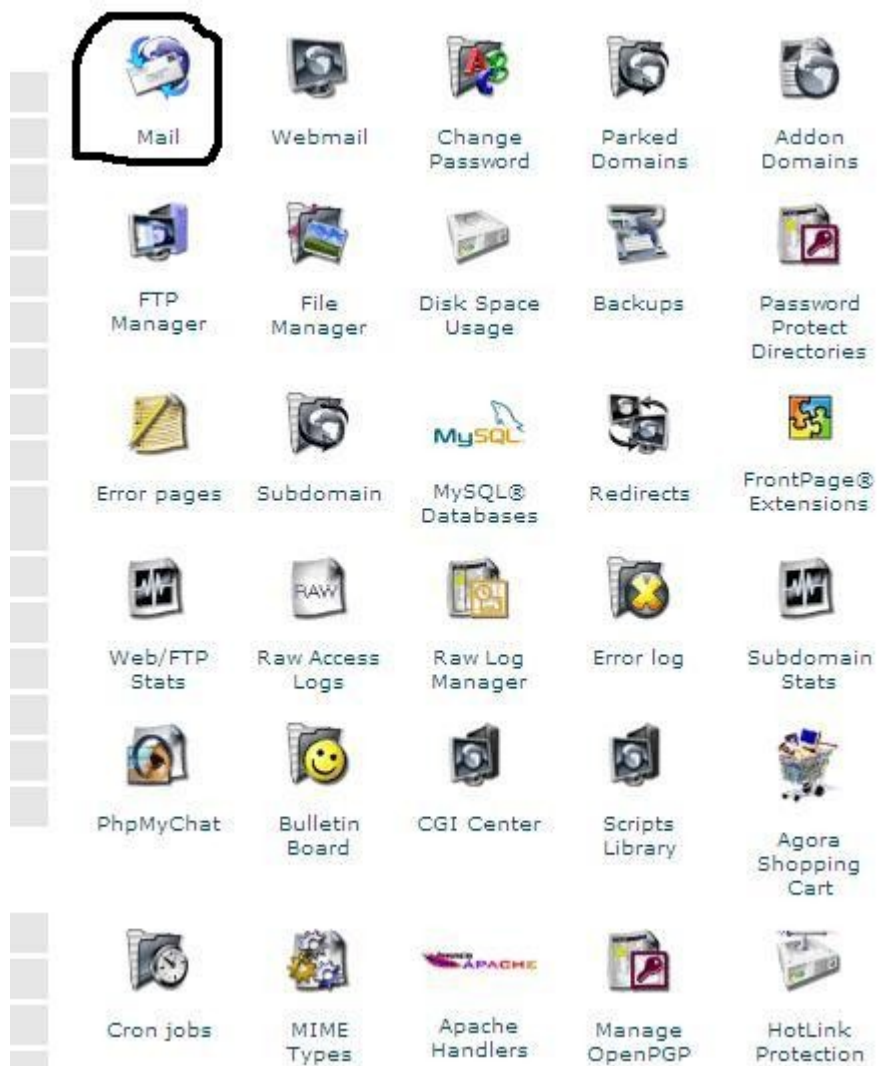 Mail
Webmail
Change
Password
Parked
Domains
Addon
Domains
FTP
Manager
File
Manager
Disk Space
Usage
Backups
Password
Protect
Directories
MySQL
Error pages
Subdomain
MySQL®
Databases
Redirects
FrontPage®
Extensions
RAW
Web/FTP
Stats
Raw Access
Logs
Raw Log
Manager
Error log
Subdomain
Stats
PhpMyChat
Bulletin
Board
CGI Center
Scripts
Library
Agora
Shopping
Cart
APACHE
Cron jobs
MIME
Types
Apache
Handlers
Manage
OpenPGP
HotLink
Protection